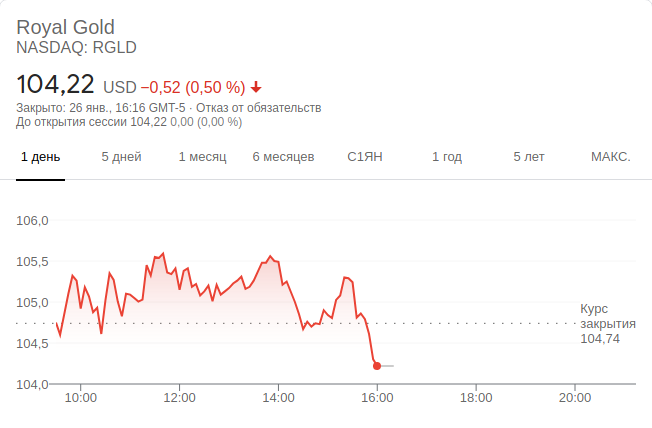 Royal Gold
NASDAQ: RGLD
104,22 USD −0,52 (0,50 %)
Закрыто: 26 янв., 16:16 GMT-5 · Отказ от обязательств
До открытия сессии 104,22 0,00 (0,00 %)
1 день 5 дней 1 месяц 6 месяцев С1ЯН 1 год 5 лет МАКС.
106,0
105,5
105,0
Курс
закрытия
104,74
104,5
104,0
10:00 12:00 14:00 16:00 18:00 20:00